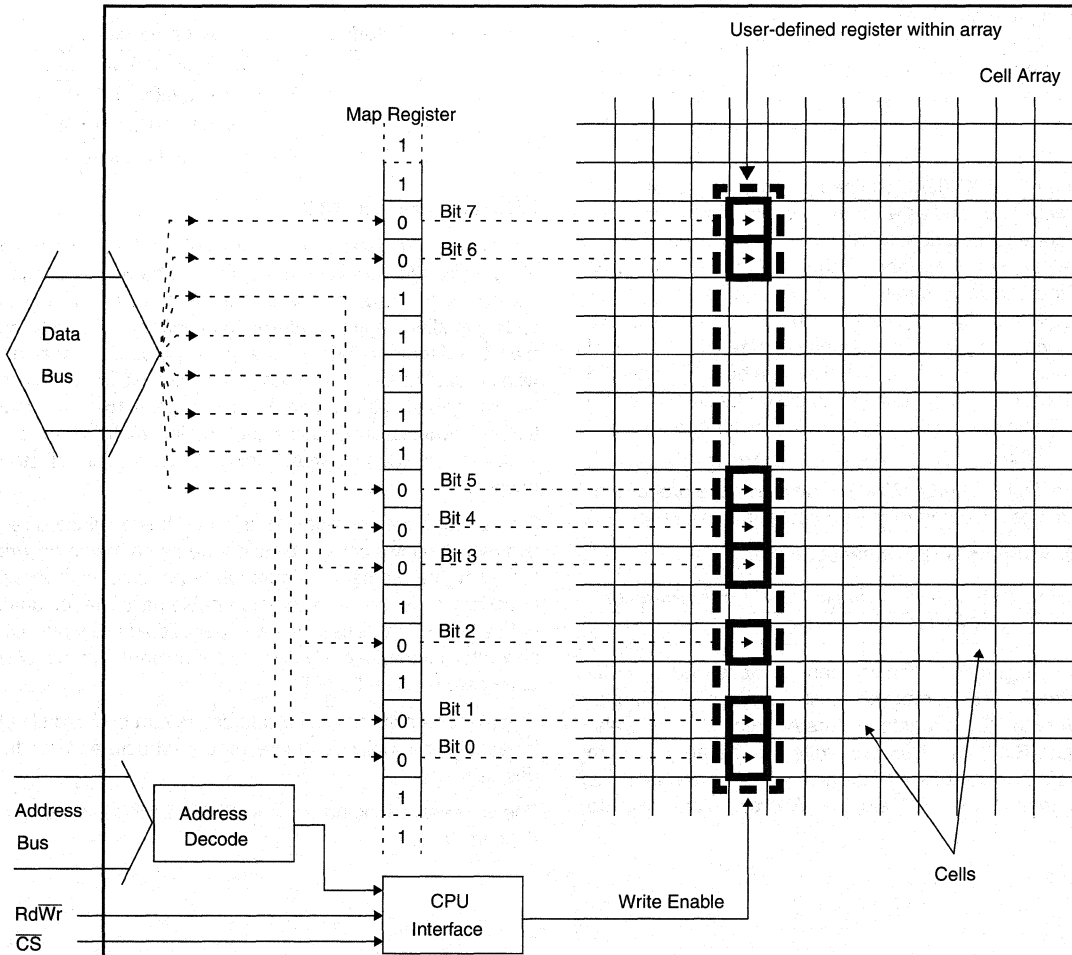 User-defined register within array
Cell Array
Map Register
1
1
0 Bit 7
0 Bit 6
1
1
1
1
1
0 Bit 5
0 Bit 4
0 Bit 3
1
0 Bit 2
1
0 Bit 1
0 Bit 0
1
1
Data
Bus
Address
Bus
Address
Decode
CPU
Interface
Write Enable
Cells
RdW̅r̅
C̅S̅